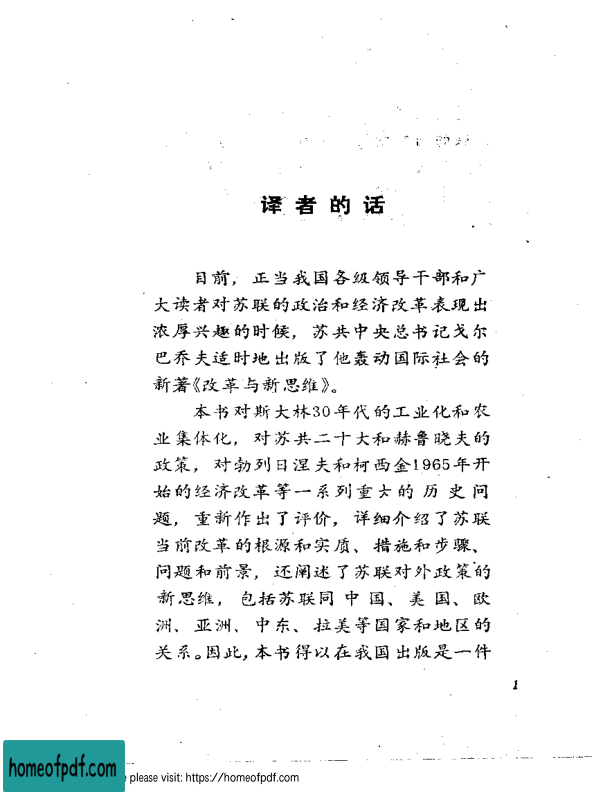 译者的话
目前，正当我国各级领导干部和广
大读者对苏联的政治和经济改革表现出
浓厚兴趣的时候，苏共中央总书记戈尔
巴乔夫适时地出版了他轰动国际社会的
新著《改革与新思维》。
本书对斯大林30年代的工业化和农
业集体化，对苏共二十大和赫鲁晓夫的
政策，对勃列日涅夫和柯西金1965年开
始的经济改革等一系列重大的历史问
题，重新作出了评价，详细介绍了苏联
当前改革的根源和实质、措施和步骤、
问题和前景，还阐述了苏联对外政策的
新思维，包括苏联同中国、美国、欧
洲、亚洲、中东、拉美等国家和地区的
关系。因此，本书得以在我国出版是一件
1
homeofpdf.com
please visit: https://homeofpdf.com